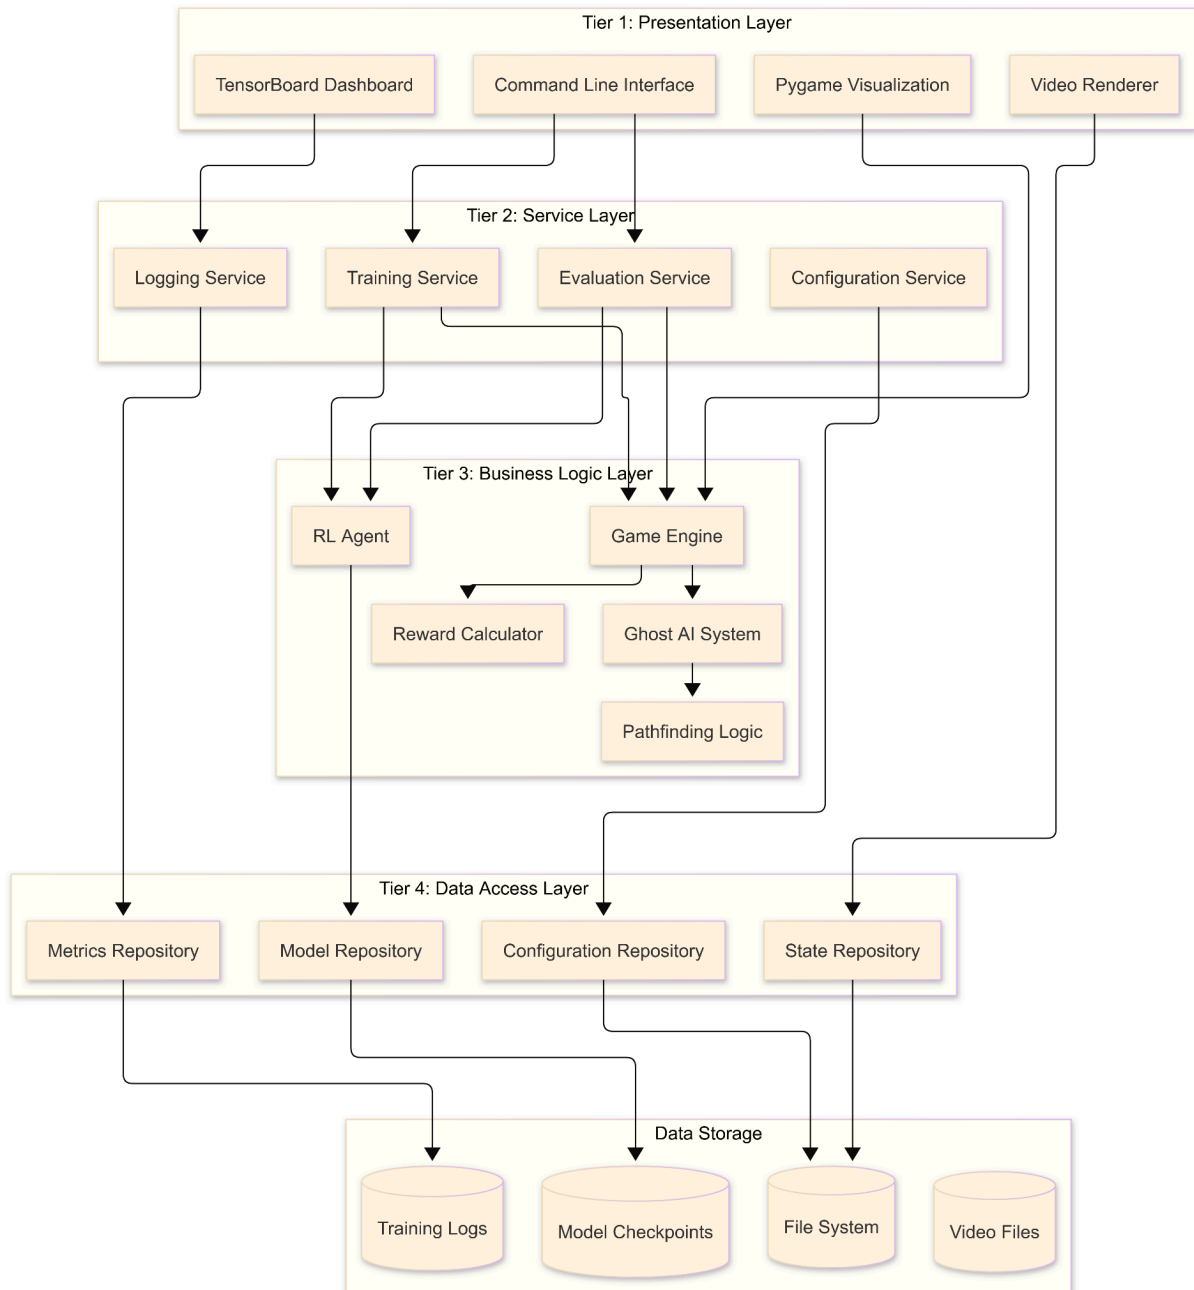 Tier 1: Presentation Layer
TensorBoard Dashboard
Command Line Interface
Pygame Visualization
Video Renderer
Tier 2: Service Layer
Logging Service
Training Service
Evaluation Service
Configuration Service
Tier 3: Business Logic Layer
RL Agent
Game Engine
Reward Calculator
Ghost AI System
Pathfinding Logic
Tier 4: Data Access Layer
Metrics Repository
Model Repository
Configuration Repository
State Repository
Data Storage
Training Logs
Model Checkpoints
File System
Video Files